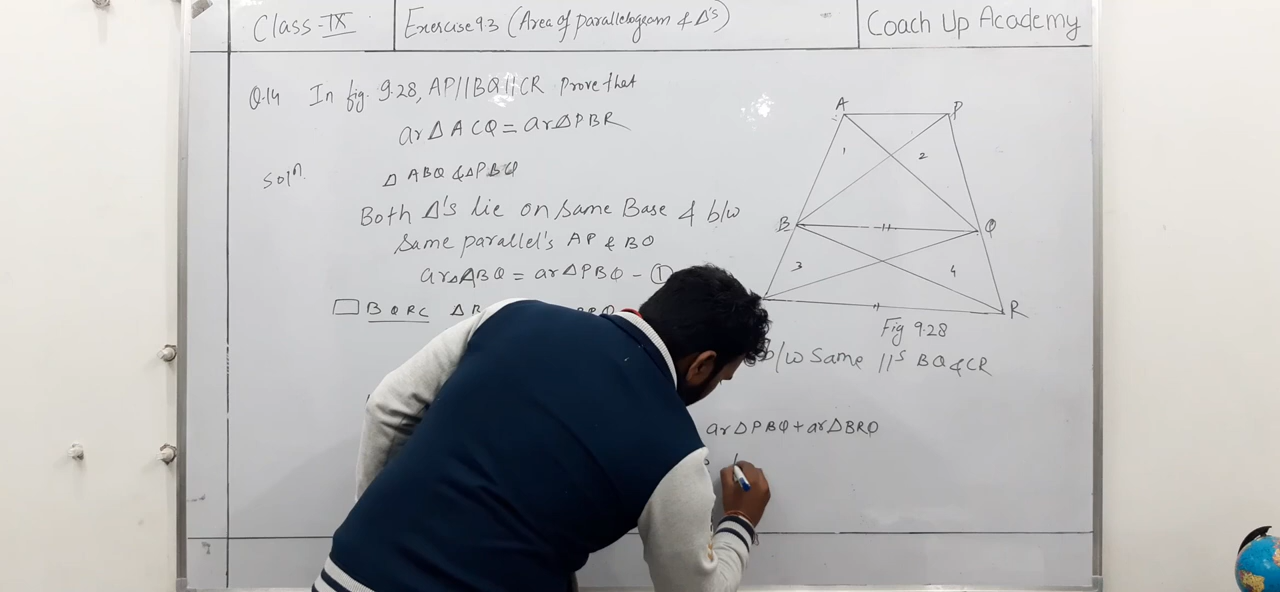 Class-IX
Exercise 9.3 (Area of parallelogram & Δ's)
Coach Up Academy
Q.14 In fig. 9.28, AP||BQ||CR Prove that
ar Δ ACQ = ar Δ PBR
Soln.
Δ ABQ & Δ PBQ
Both Δ's lie on Same Base & b/w
Same parallel's AP & BQ
ar Δ ABQ = ar Δ PBQ - ①
□ BQRC Δ B
b/w Same ||s BQ & CR
ar Δ PBQ + ar Δ BRQ
A
P
1
2
B
Q
3
4
R
Fig 9.28